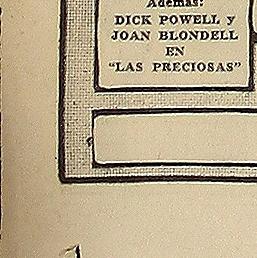 Además:
DICK POWELL y
JOAN BLONDELL
EN
"LAS PRECIOSAS"